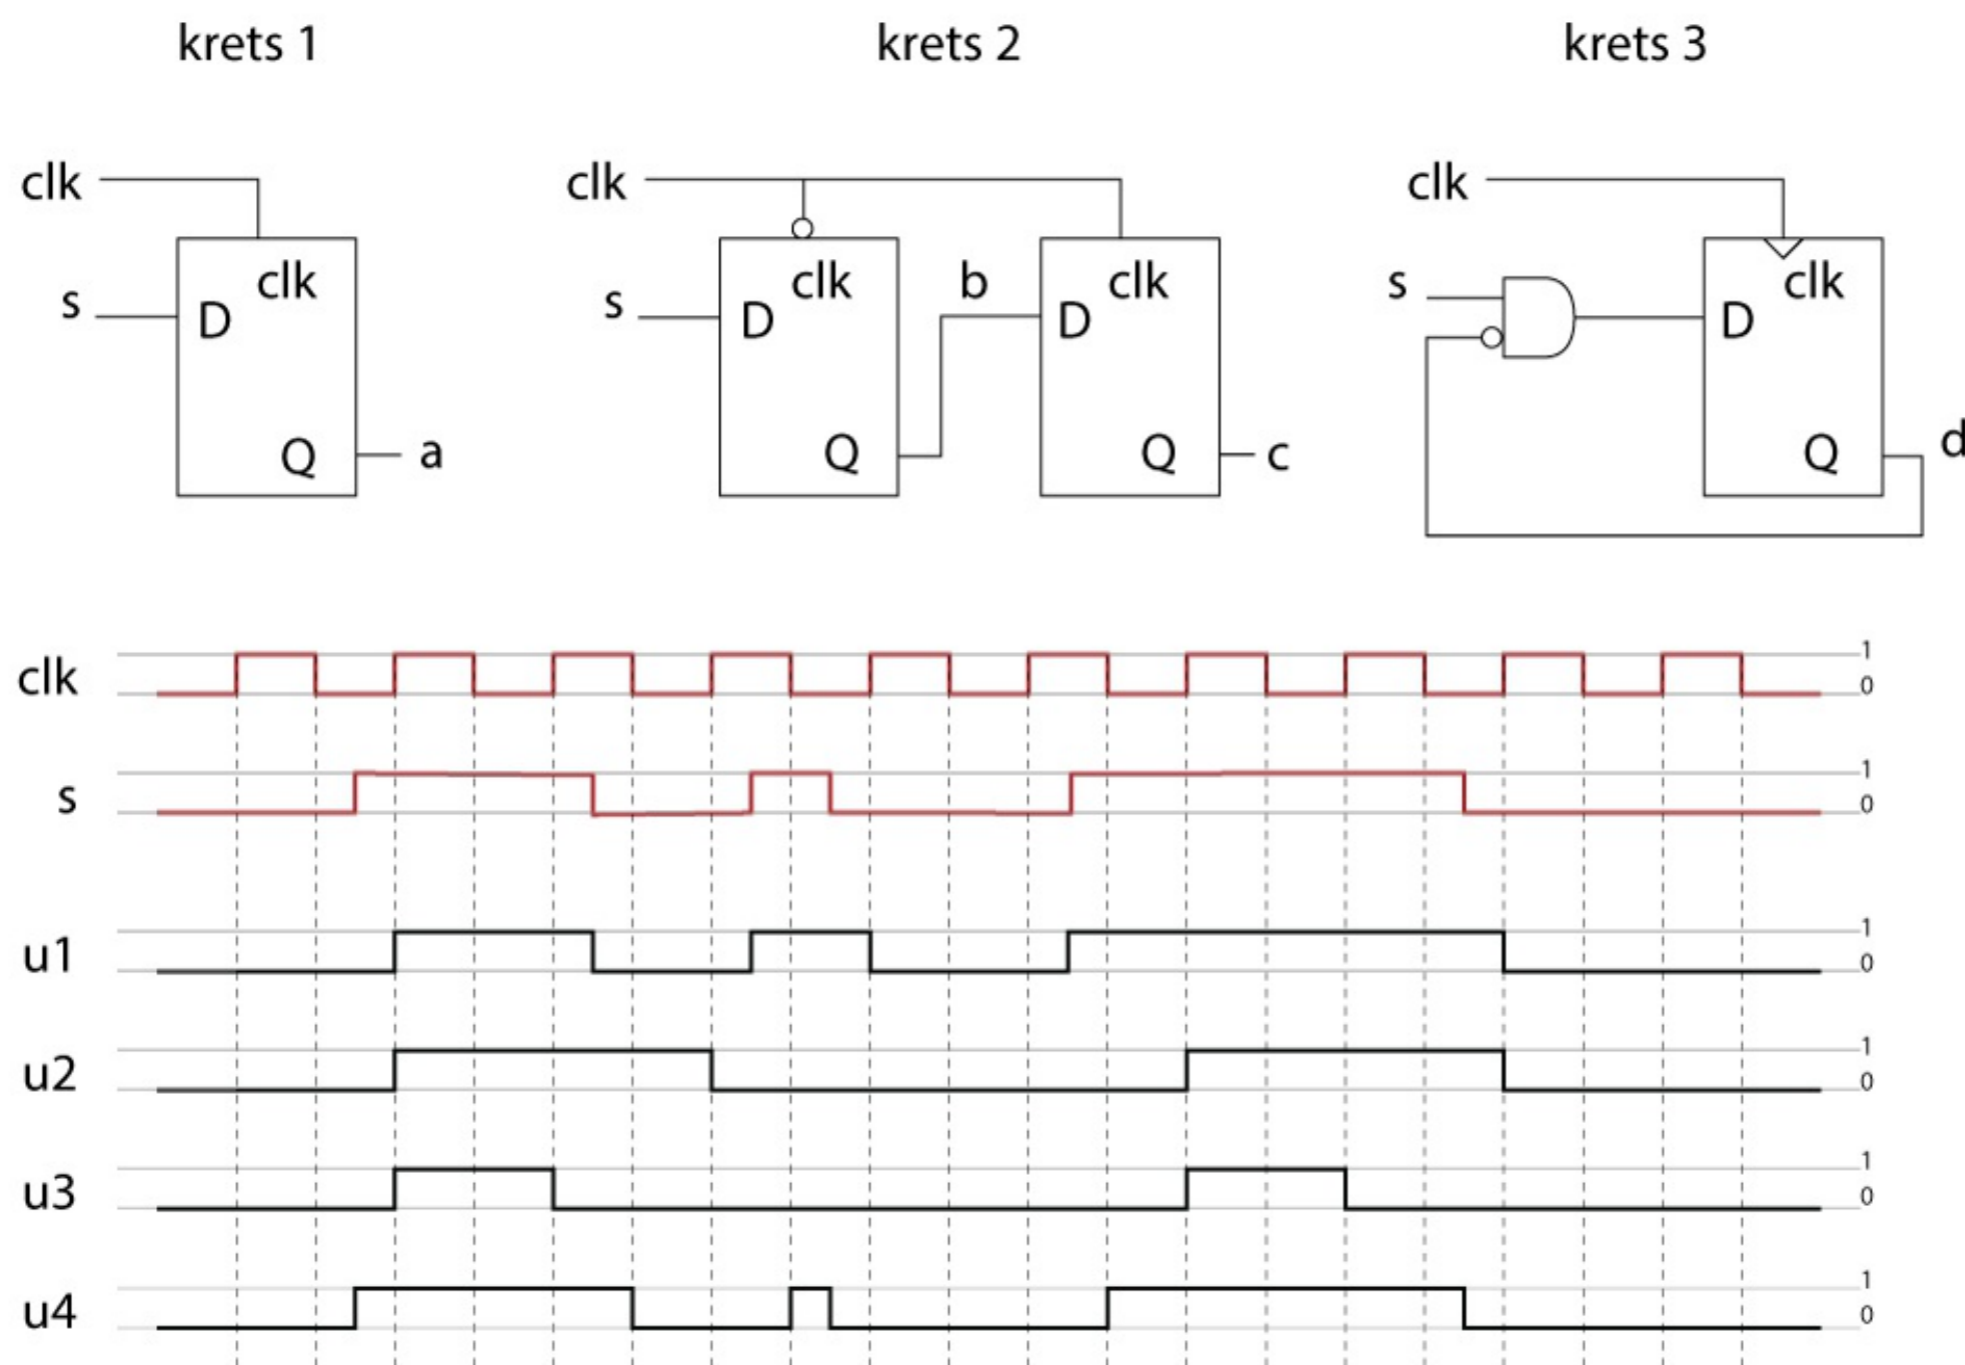 krets 1 krets 2 krets 3
clk clk clk
clk clk b clk clk
s D s D D s D
Q a Q Q c Q d
clk 1
0
s 1
0
u1 1
0
u2 1
0
u3 1
0
u4 1
0